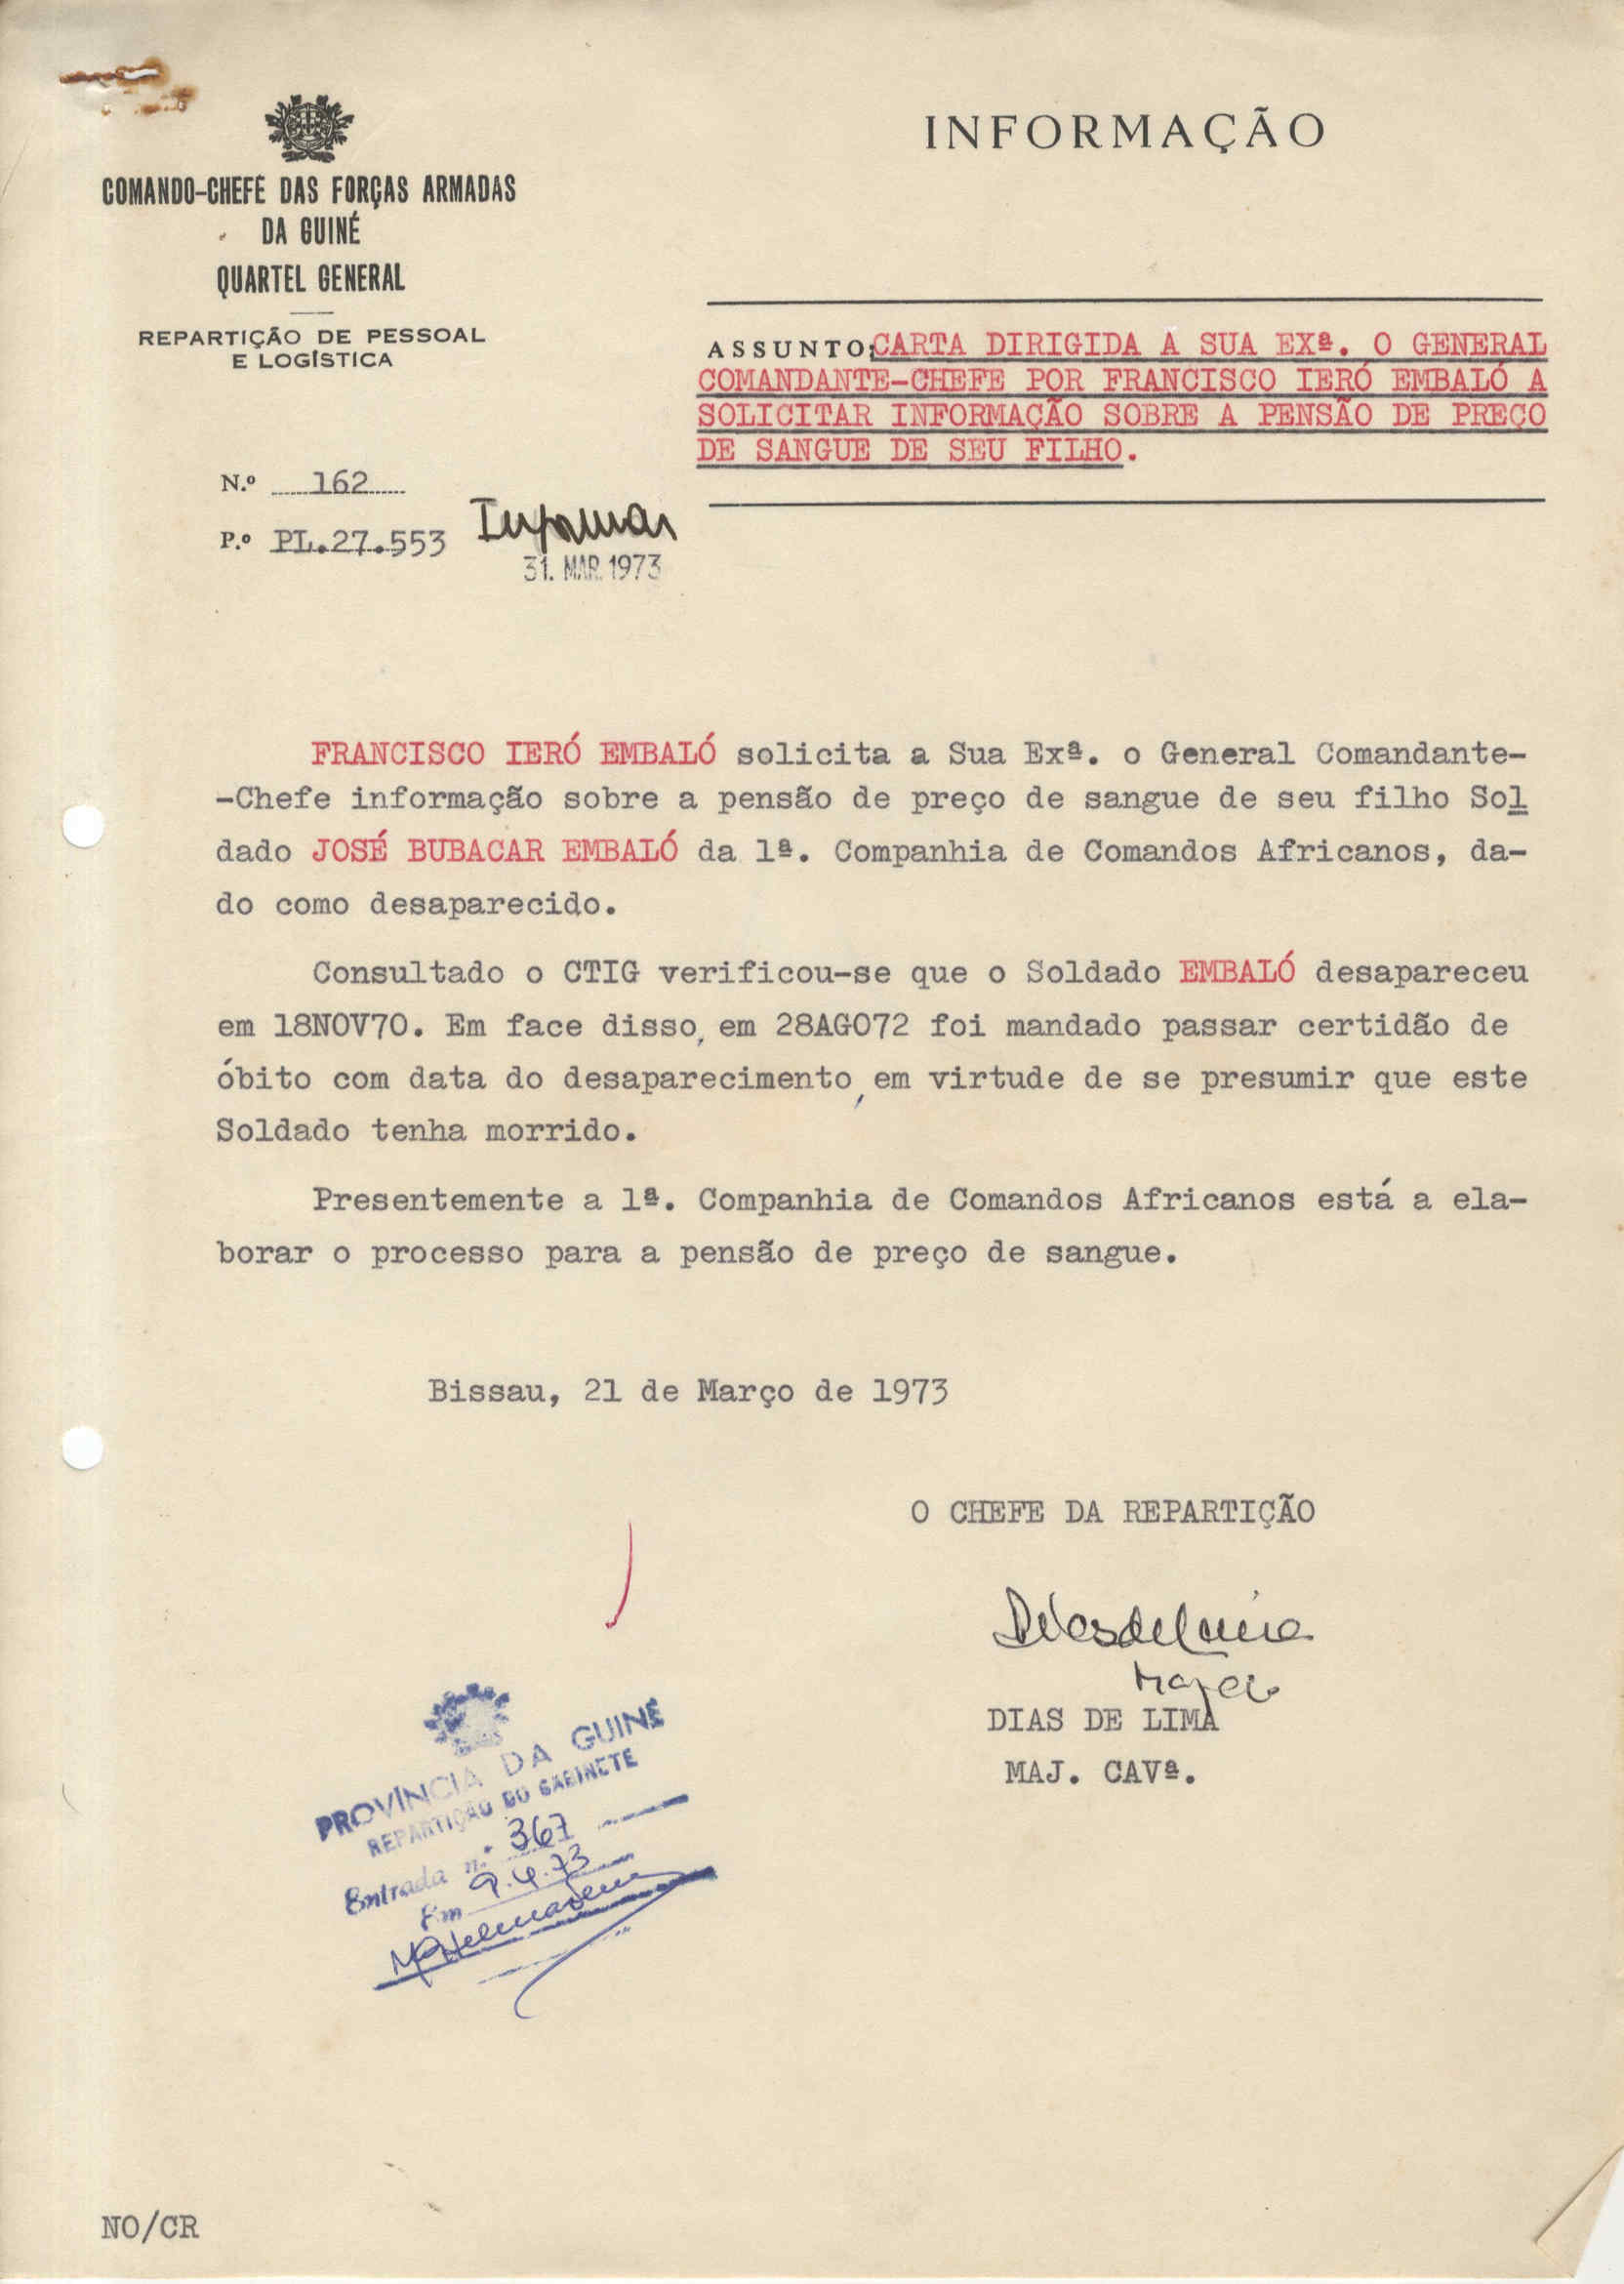 INFORMAÇÃO
COMANDO-CHEFE DAS FORÇAS ARMADAS
DA GUINÉ
QUARTEL GENERAL
REPARTIÇÃO DE PESSOAL
E LOGÍSTICA
ASSUNTO: CARTA DIRIGIDA A SUA EXª. O GENERAL
COMANDANTE-CHEFE POR FRANCISCO IERÓ EMBALÓ A
SOLICITAR INFORMAÇÃO SOBRE A PENSÃO DE PREÇO
DE SANGUE DE SEU FILHO.
N.º 162
P.º PL.27.553
Informar
31. MAR. 1973
FRANCISCO IERÓ EMBALÓ solicita a Sua Exª. o General Comandante-
-Chefe informação sobre a pensão de preço de sangue de seu filho Sol
dado JOSÉ BUBACAR EMBALÓ da 1ª. Companhia de Comandos Africanos, da-
do como desaparecido.
Consultado o CTIG verificou-se que o Soldado EMBALÓ desapareceu
em 18NOV70. Em face disso, em 28AGO72 foi mandado passar certidão de
óbito com data do desaparecimento, em virtude de se presumir que este
Soldado tenha morrido.
Presentemente a 1ª. Companhia de Comandos Africanos está a ela-
borar o processo para a pensão de preço de sangue.
Bissau, 21 de Março de 1973
O CHEFE DA REPARTIÇÃO
Dias de Lima
Major
DIAS DE LIMA
MAJ. CAVª.
PROVÍNCIA DA GUINÉ
REPARTIÇÃO DO GABINETE
Entrada n.º 367
Em 9.4.73
NO/CR